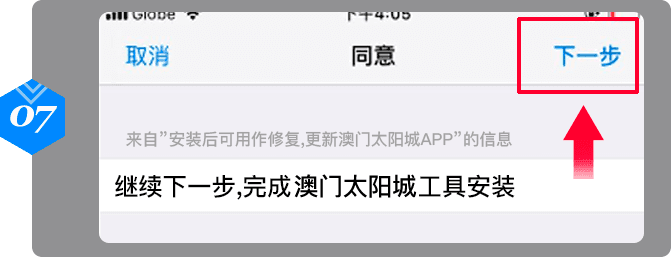 Globe 下午4:05
取消 同意 下一步
07
来自"安装后可用作修复,更新澳门太阳城APP"的信息
继续下一步,完成澳门太阳城工具安装